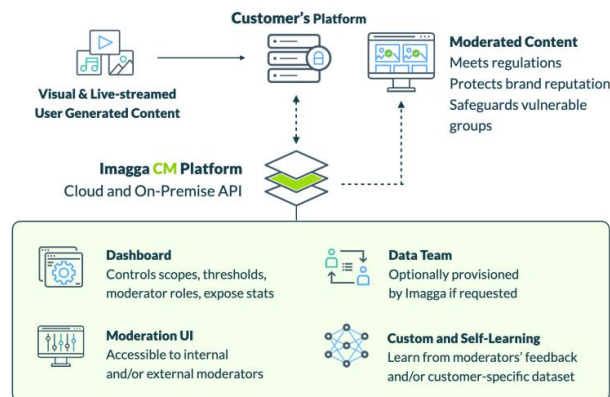 Customer's Platform
Visual & Live-streamed
User Generated Content
Moderated Content
Meets regulations
Protects brand reputation
Safeguards vulnerable
groups
Imagga CM Platform
Cloud and On-Premise API
Dashboard
Controls scopes, thresholds,
moderator roles, expose stats
Data Team
Optionally provisioned
by Imagga if requested
Moderation UI
Accessible to internal
and/or external moderators
Custom and Self-Learning
Learn from moderators' feedback
and/or customer-specific dataset